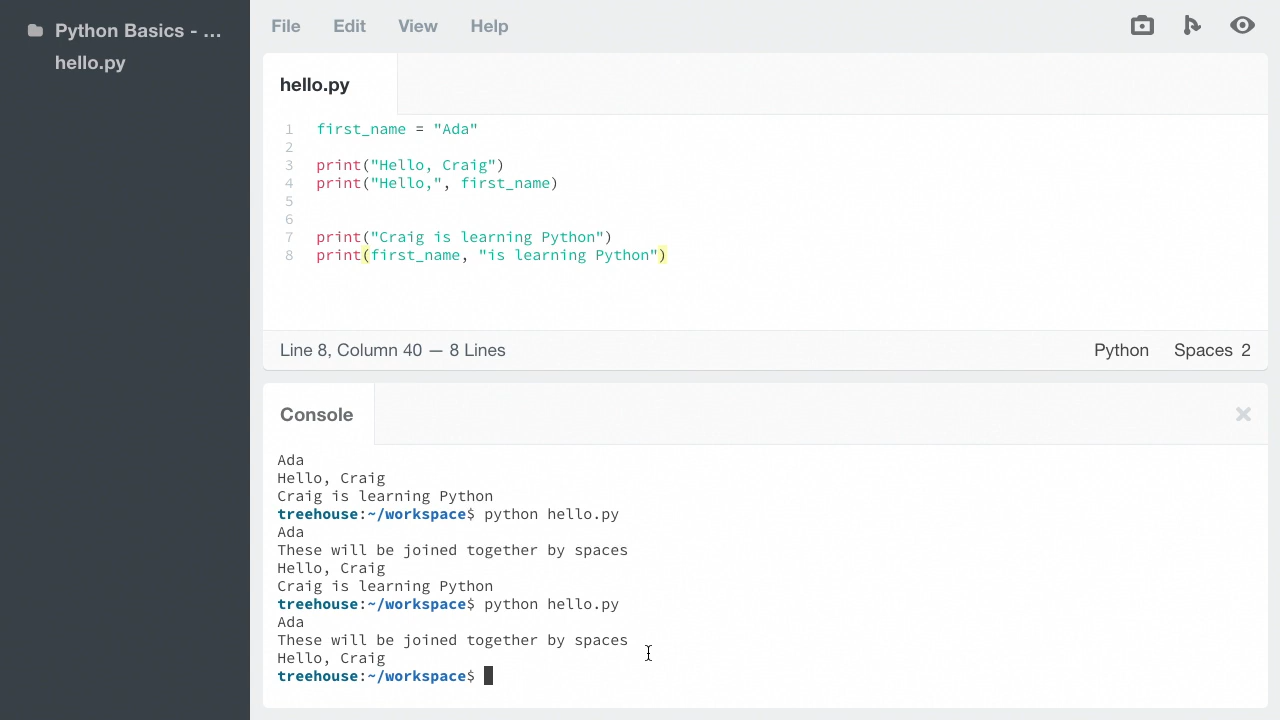 Python Basics - ...
hello.py
File Edit View Help
hello.py
1 first_name = "Ada"
2
3 print("Hello, Craig")
4 print("Hello,", first_name)
5
6
7 print("Craig is learning Python")
8 print(first_name, "is learning Python")
Line 8, Column 40 — 8 Lines Python Spaces 2
Console
Ada
Hello, Craig
Craig is learning Python
treehouse:~/workspace$ python hello.py
Ada
These will be joined together by spaces
Hello, Craig
Craig is learning Python
treehouse:~/workspace$ python hello.py
Ada
These will be joined together by spaces
Hello, Craig
treehouse:~/workspace$